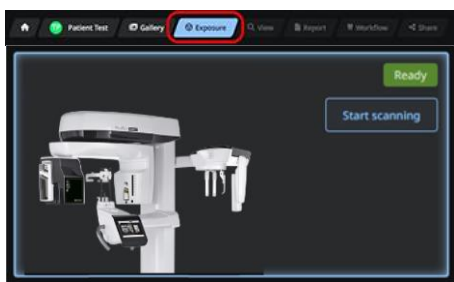 Patient Test
Gallery
Exposure
View
Report
Workflow
Share
Ready
Start scanning